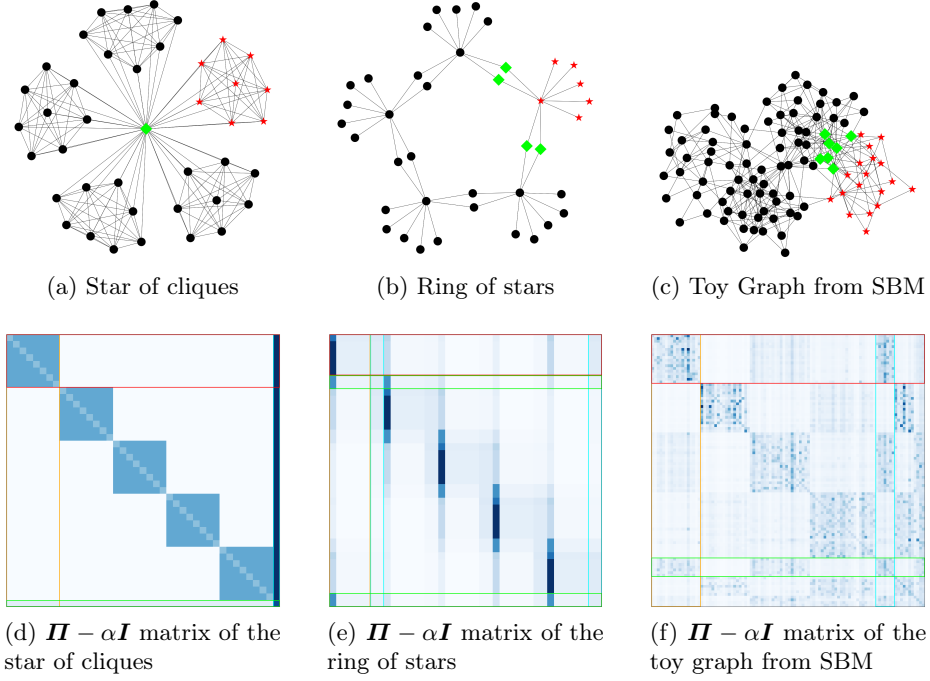 (a) Star of cliques
(b) Ring of stars
(c) Toy Graph from SBM
(d) Π − αI matrix of the
star of cliques
(e) Π − αI matrix of the
ring of stars
(f) Π − αI matrix of the
toy graph from SBM